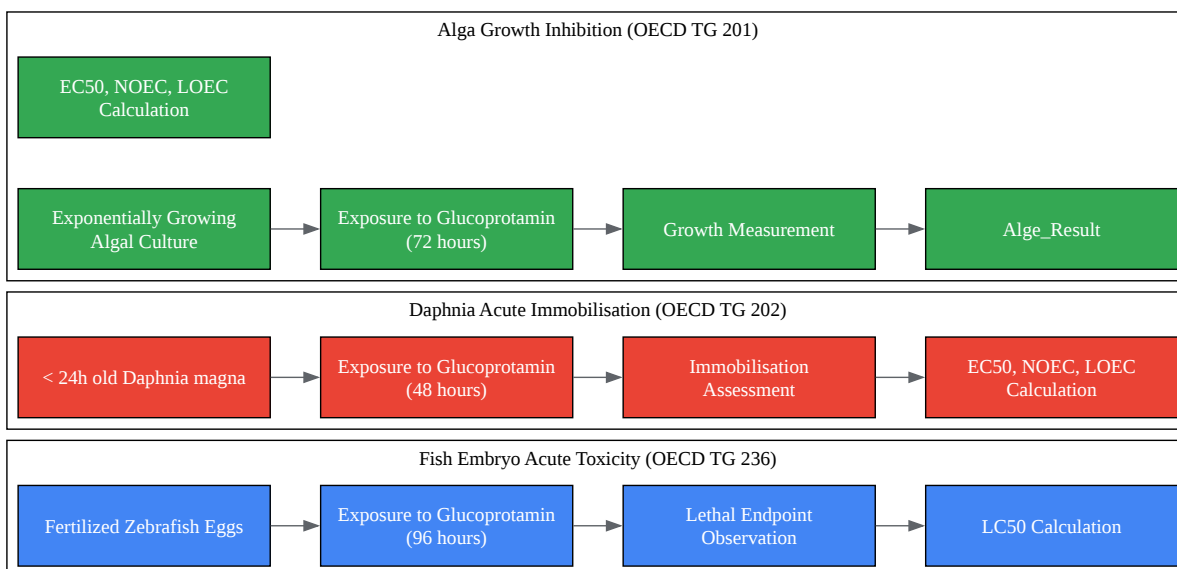 Alga Growth Inhibition (OECD TG 201)
EC50, NOEC, LOEC
Calculation
Exponentially Growing
Algal Culture
Exposure to Glucoprotamin
(72 hours)
Growth Measurement
Alge_Result
Daphnia Acute Immobilisation (OECD TG 202)
< 24h old Daphnia magna
Exposure to Glucoprotamin
(48 hours)
Immobilisation
Assessment
EC50, NOEC, LOEC
Calculation
Fish Embryo Acute Toxicity (OECD TG 236)
Fertilized Zebrafish Eggs
Exposure to Glucoprotamin
(96 hours)
Lethal Endpoint
Observation
LC50 Calculation